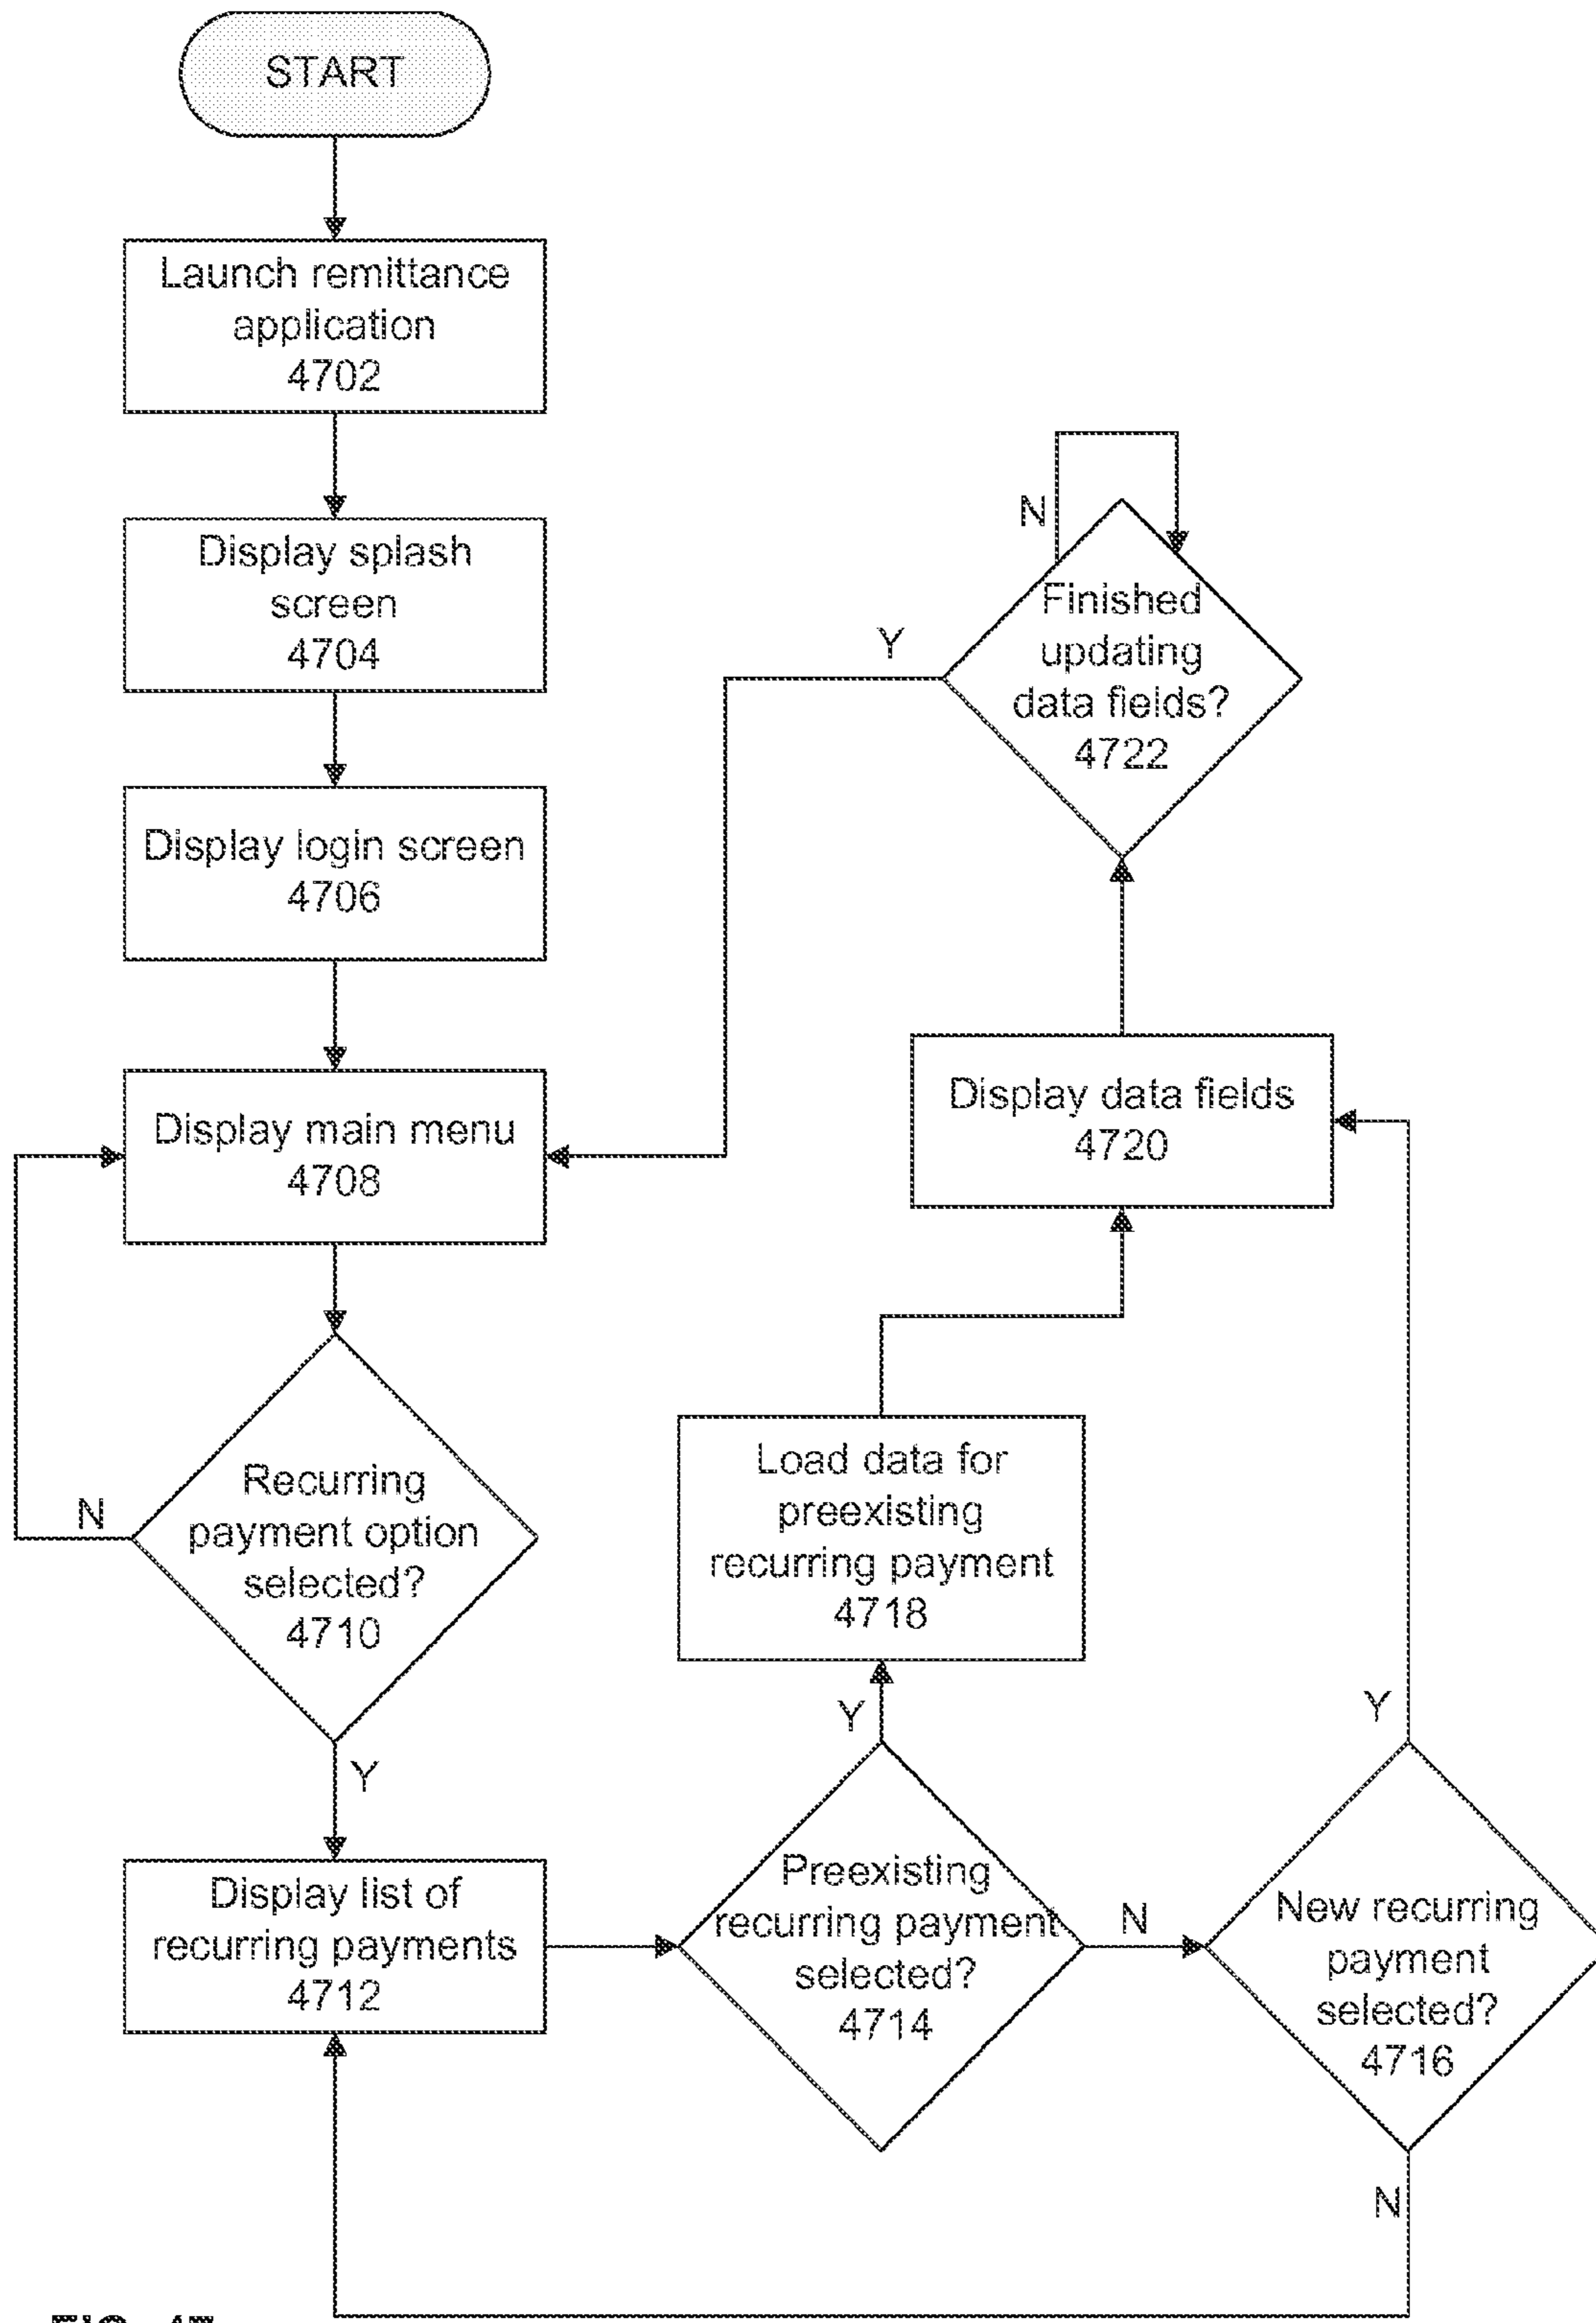 START
Launch remittance
application
4702
Display splash
screen
4704
Display login screen
4706
Display main menu
4708
N
Recurring
payment option
selected?
4710
Y
Display list of
recurring payments
4712
Preexisting
recurring payment
selected?
4714
Y
N
Load data for
preexisting
recurring payment
4718
New recurring
payment
selected?
4716
Y
N
Display data fields
4720
Finished
updating
data fields?
4722
N
Y